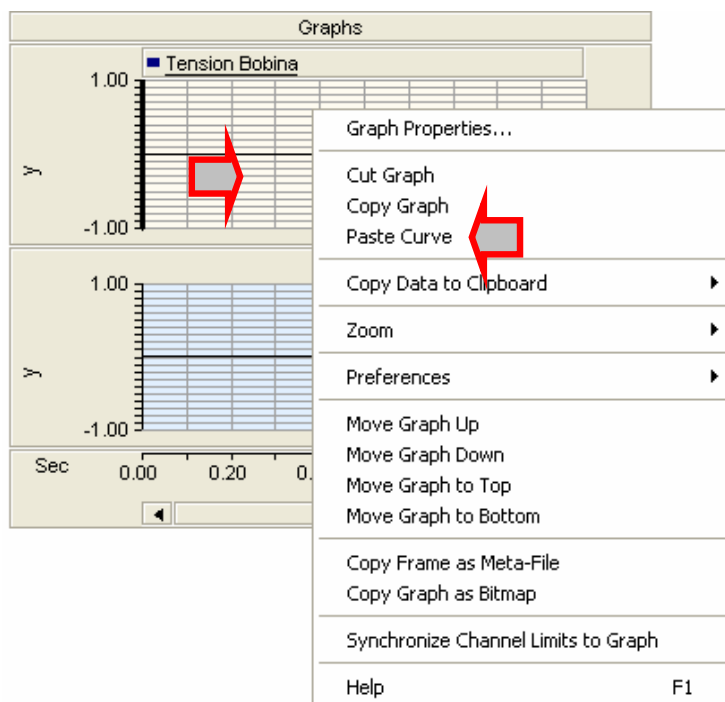 Graphs
Tension Bobina
1.00
y
-1.00
1.00
y
-1.00
Sec
0.00 0.20 0.
Graph Properties...
Cut Graph
Copy Graph
Paste Curve
Copy Data to Clipboard
Zoom
Preferences
Move Graph Up
Move Graph Down
Move Graph to Top
Move Graph to Bottom
Copy Frame as Meta-File
Copy Graph as Bitmap
Synchronize Channel Limits to Graph
Help F1